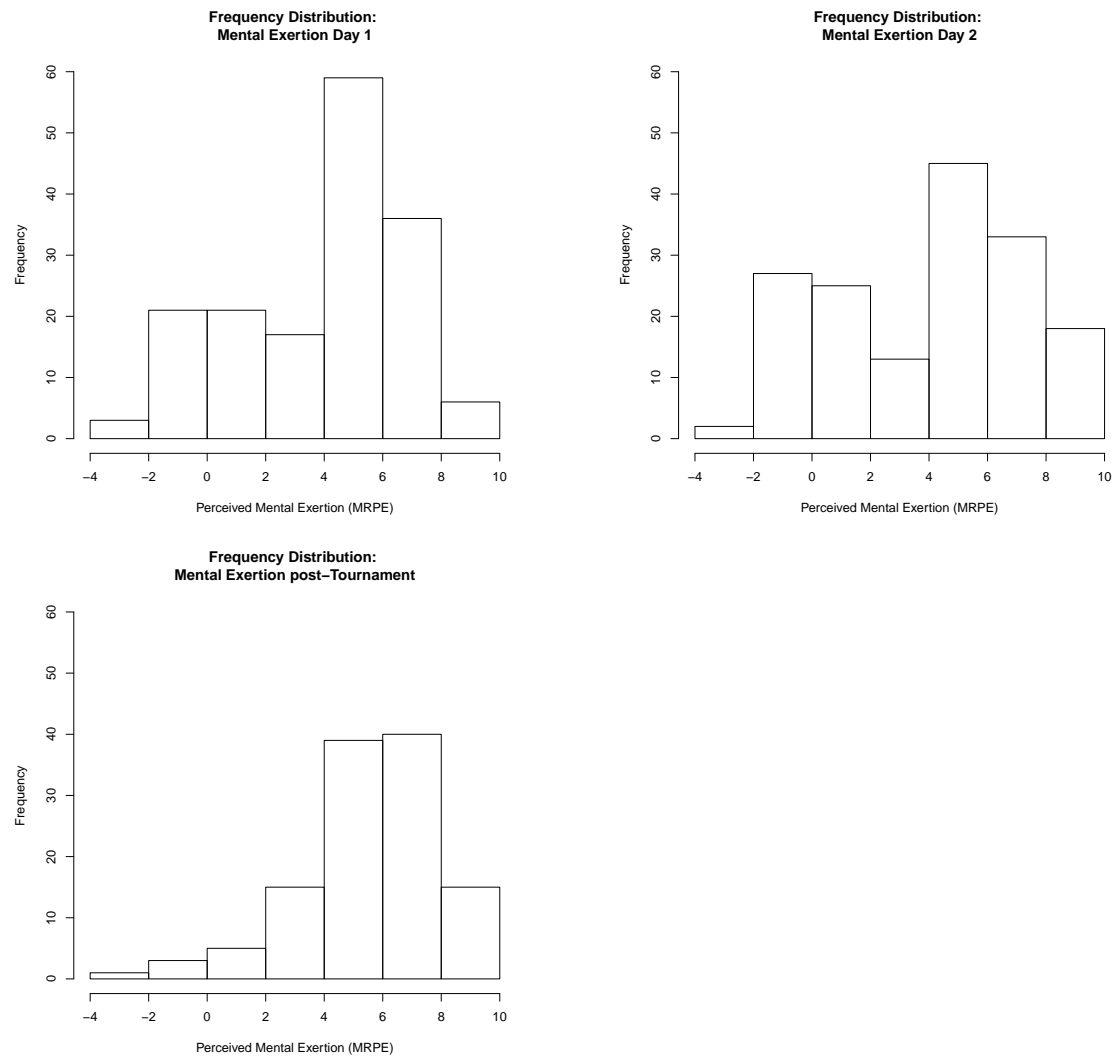 Frequency Distribution:
Mental Exertion Day 1
60
50
40
30
20
10
0
Frequency
−4 −2 0 2 4 6 8 10
Perceived Mental Exertion (MRPE)
Frequency Distribution:
Mental Exertion Day 2
60
50
40
30
20
10
0
Frequency
−4 −2 0 2 4 6 8 10
Perceived Mental Exertion (MRPE)
Frequency Distribution:
Mental Exertion post−Tournament
60
50
40
30
20
10
0
Frequency
−4 −2 0 2 4 6 8 10
Perceived Mental Exertion (MRPE)